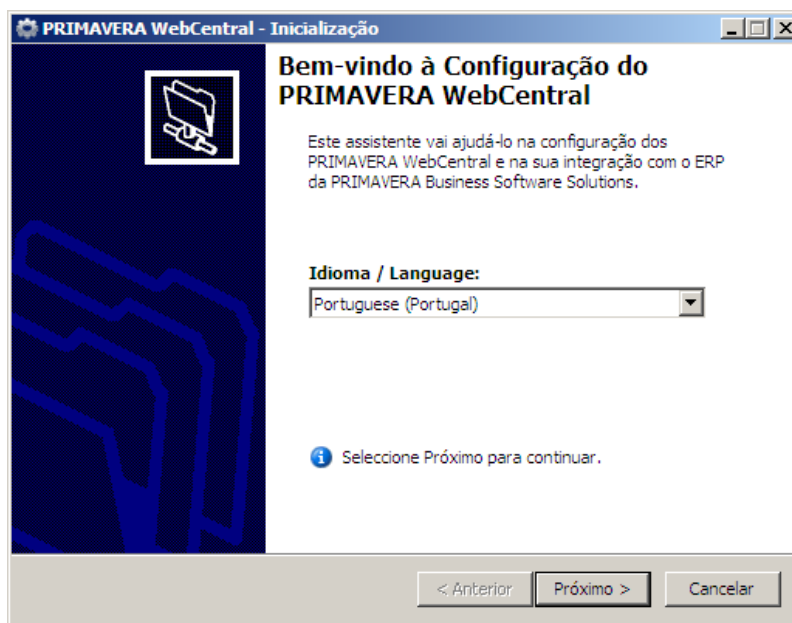 PRIMAVERA WebCentral - Inicialização
Bem-vindo à Configuração do
PRIMAVERA WebCentral
Este assistente vai ajudá-lo na configuração dos
PRIMAVERA WebCentral e na sua integração com o ERP
da PRIMAVERA Business Software Solutions.
Idioma / Language:
Portuguese (Portugal)
Seleccione Próximo para continuar.
< Anterior
Próximo >
Cancelar